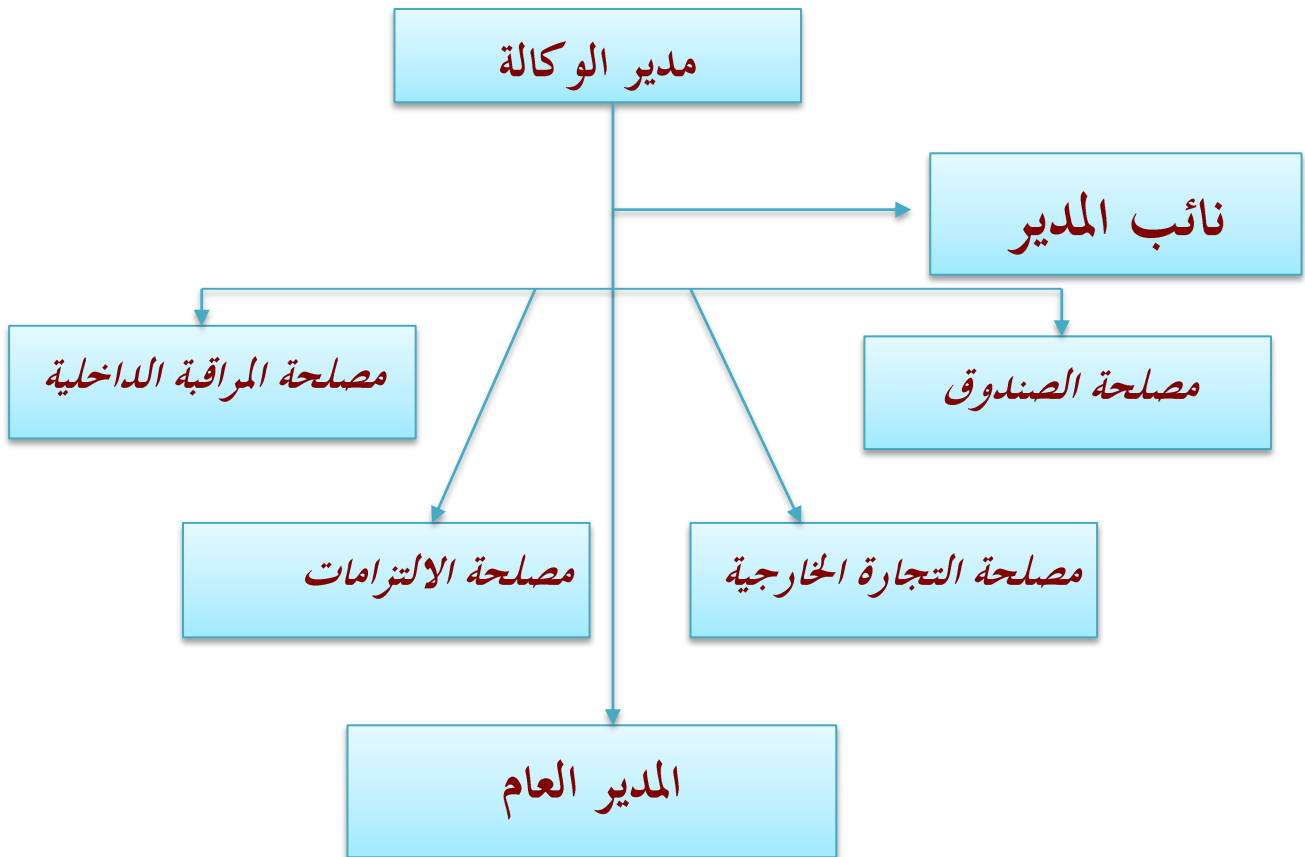 مدير الوكالة
نائب المدير
مصلحة الصندوق
مصلحة المراقبة الداخلية
مصلحة التجارة الخارجية
مصلحة الالتزامات
المدير العام